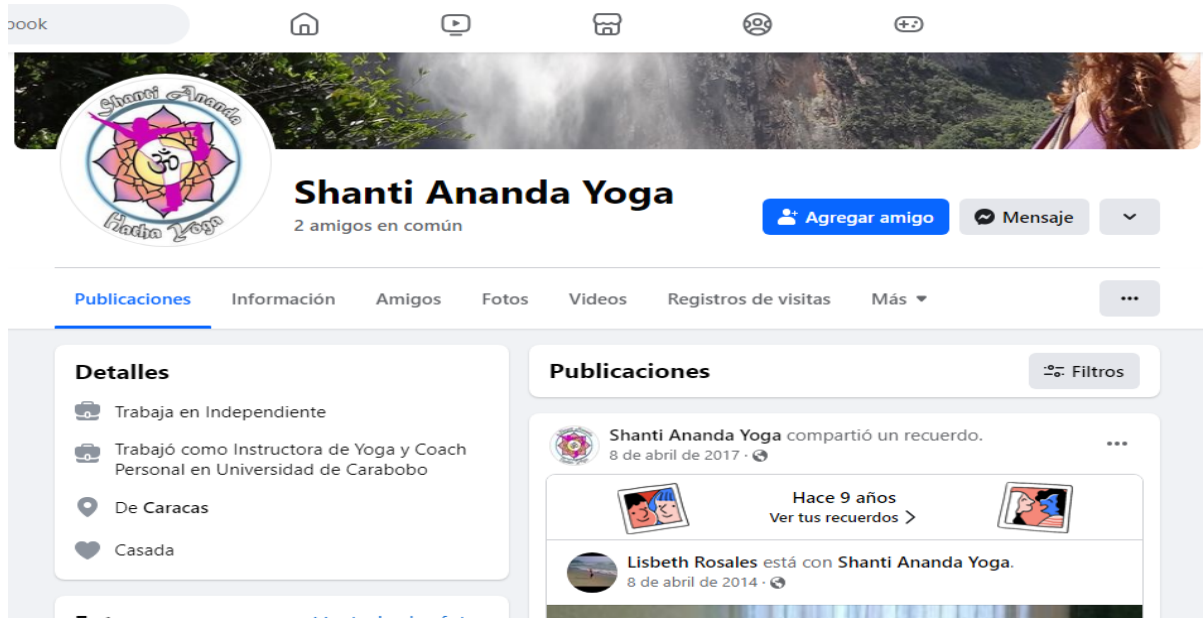 book
Shanti Ananda
ॐ
Hatha Yoga
Shanti Ananda Yoga
2 amigos en común
Agregar amigo
Mensaje
Publicaciones
Información
Amigos
Fotos
Videos
Registros de visitas
Más
Detalles
Trabaja en Independiente
Trabajó como Instructora de Yoga y Coach
Personal en Universidad de Carabobo
De Caracas
Casada
Publicaciones
Filtros
Shanti Ananda Yoga compartió un recuerdo.
8 de abril de 2017 ·
Hace 9 años
Ver tus recuerdos >
Lisbeth Rosales está con Shanti Ananda Yoga.
8 de abril de 2014 ·